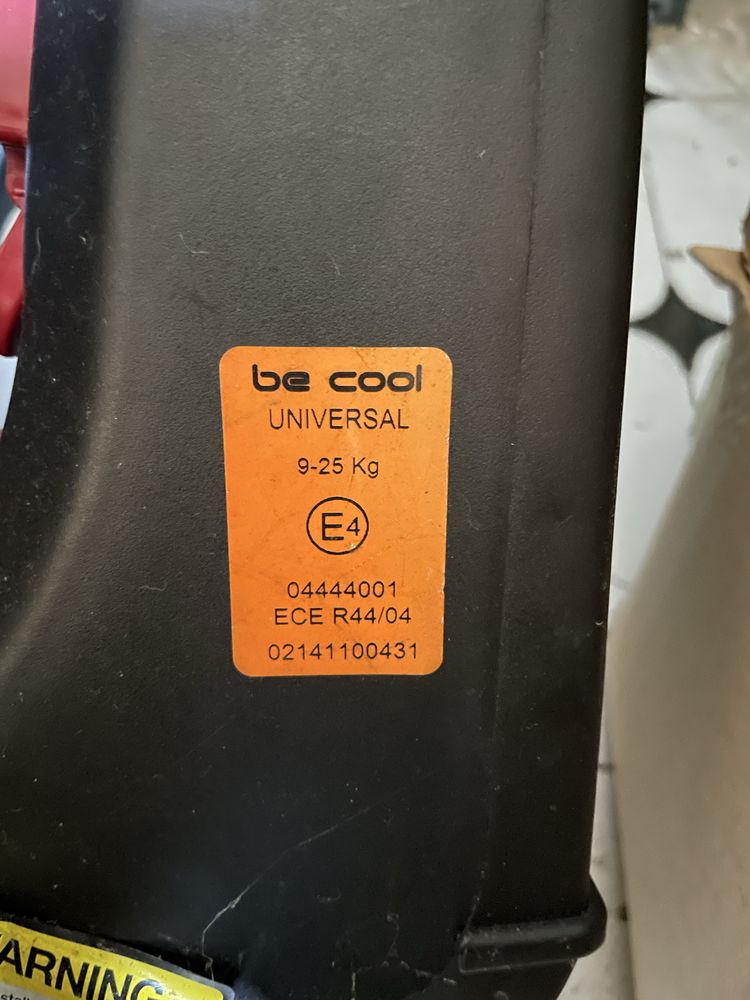 be cool
UNIVERSAL
9-25 Kg
E4
04444001
ECE R44/04
02141100431